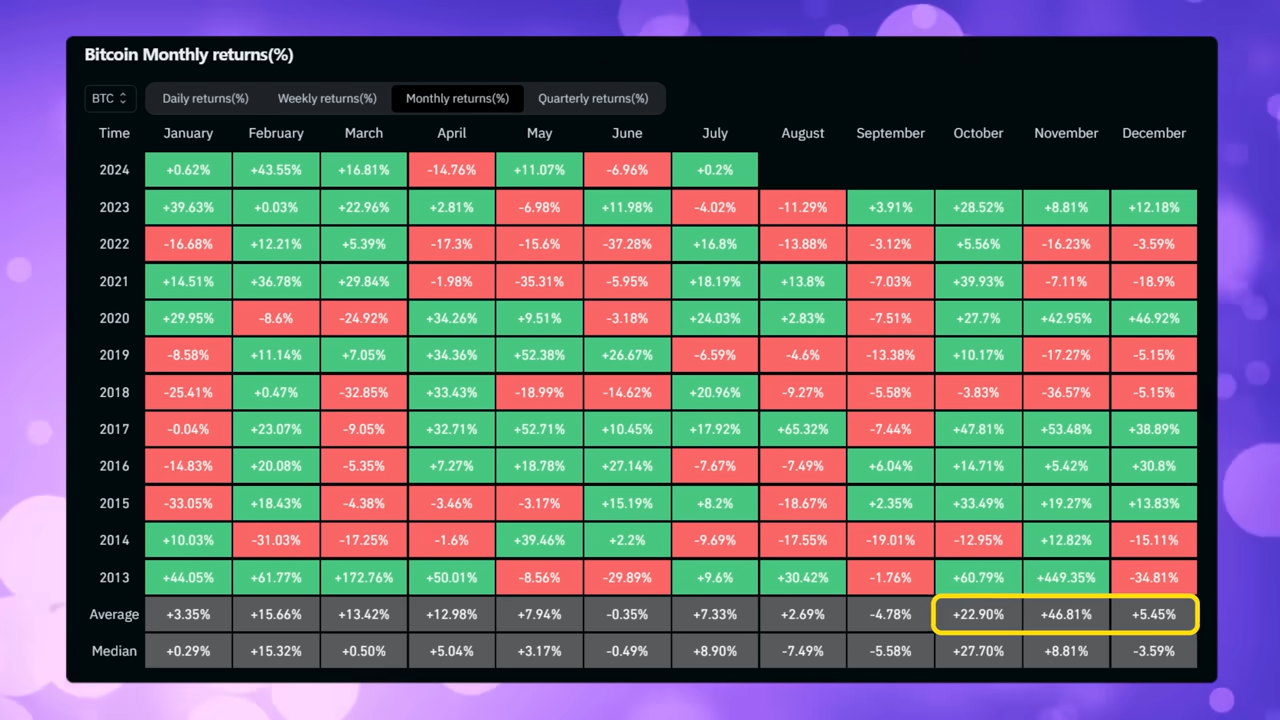 Bitcoin Monthly returns(%)
BTC Daily returns(%) Weekly returns(%) Monthly returns(%) Quarterly returns(%)
Time January February March April May June July August September October November December
2024 +0.62% +43.55% +16.81% -14.76% +11.07% -6.96% +0.2%
2023 +39.63% +0.03% +22.96% +2.81% -6.98% +11.98% -4.02% -11.29% +3.91% +28.52% +8.81% +12.18%
2022 -16.68% +12.21% +5.39% -17.3% -15.6% -37.28% +16.8% -13.88% -3.12% +5.56% -16.23% -3.59%
2021 +14.51% +36.78% +29.84% -1.98% -35.31% -5.95% +18.19% +13.8% -7.03% +39.93% -7.11% -18.9%
2020 +29.95% -8.6% -24.92% +34.26% +9.51% -3.18% +24.03% +2.83% -7.51% +27.7% +42.95% +46.92%
2019 -8.58% +11.14% +7.05% +34.36% +52.38% +26.67% -6.59% -4.6% -13.38% +10.17% -17.27% -5.15%
2018 -25.41% +0.47% -32.85% +33.43% -18.99% -14.62% +20.96% -9.27% -5.58% -3.83% -36.57% -5.15%
2017 -0.04% +23.07% -9.05% +32.71% +52.71% +10.45% +17.92% +65.32% -7.44% +47.81% +53.48% +38.89%
2016 -14.83% +20.08% -5.35% +7.27% +18.78% +27.14% -7.67% -7.49% +6.04% +14.71% +5.42% +30.8%
2015 -33.05% +18.43% -4.38% -3.46% -3.17% +15.19% +8.2% -18.67% +2.35% +33.49% +19.27% +13.83%
2014 +10.03% -31.03% -17.25% -1.6% +39.46% +2.2% -9.69% -17.55% -19.01% -12.95% +12.82% -15.11%
2013 +44.05% +61.77% +172.76% +50.01% -8.56% -29.89% +9.6% +30.42% -1.76% +60.79% +449.35% -34.81%
Average +3.35% +15.66% +13.42% +12.98% +7.94% -0.35% +7.33% +2.69% -4.78% +22.90% +46.81% +5.45%
Median +0.29% +15.32% +0.50% +5.04% +3.17% -0.49% +8.90% -7.49% -5.58% +27.70% +8.81% -3.59%